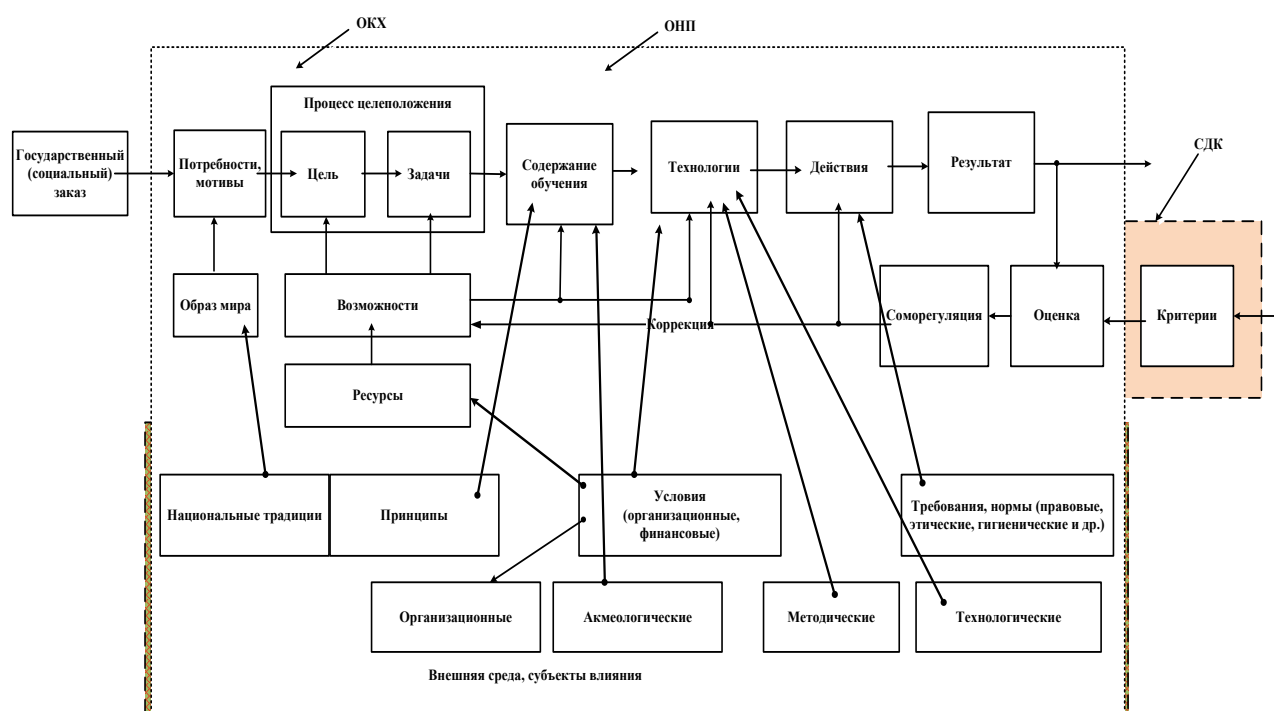 ОКХ
ОНП
Процесс целеположения
СДК
Государственный
(социальный)
заказ
Потребности,
мотивы
Цель
Задачи
Содержание
обучения
Технологии
Действия
Результат
Образ мира
Возможности
Коррекция
Соморегуляция
Оценка
Критерии
Ресурсы
Национальные традиции
Принципы
Условия
(организационные,
финансовые)
Требования, нормы (правовые,
этические, гигиенические и др.)
Организационные
Акмеологические
Методические
Технологические
Внешняя среда, субъекты влияния